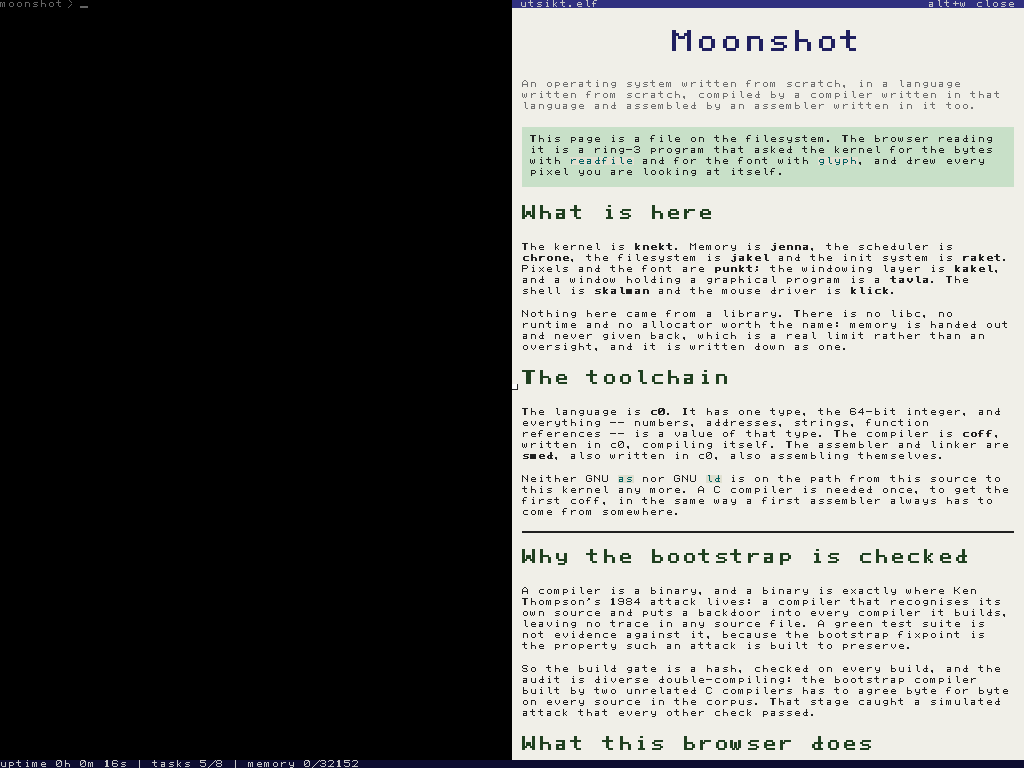 moonshot> _
utsikt.elf alt+w close
Moonshot
An operating system written from scratch, in a language
written from scratch, compiled by a compiler written in that
language and assembled by an assembler written in it too.
This page is a file on the filesystem. The browser reading
it is a ring-3 program that asked the kernel for the bytes
with readfile and for the font with glyph, and drew every
pixel you are looking at itself.
What is here
The kernel is knekt. Memory is jenna, the scheduler is
chrone, the filesystem is jakel and the init system is raket.
Pixels and the font are punkt; the windowing layer is kakel,
and a window holding a graphical program is a tavla. The
shell is skalman and the mouse driver is klick.
Nothing here came from a library. There is no libc, no
runtime and no allocator worth the name: memory is handed out
and never given back, which is a real limit rather than an
oversight, and it is written down as one.
The toolchain
The language is c0. It has one type, the 64-bit integer, and
everything -- numbers, addresses, strings, function
references -- is a value of that type. The compiler is coff,
written in c0, compiling itself. The assembler and linker are
smed, also written in c0, also assembling themselves.
Neither GNU as nor GNU ld is on the path from this source to
this kernel any more. A C compiler is needed once, to get the
first coff, in the same way a first assembler always has to
come from somewhere.
Why the bootstrap is checked
A compiler is a binary, and a binary is exactly where Ken
Thompson's 1984 attack lives: a compiler that recognises its
own source and puts a backdoor into every compiler it builds,
leaving no trace in any source file. A green test suite is
not evidence against it, because the bootstrap fixpoint is
the property such an attack is built to preserve.
So the build gate is a hash, checked on every build, and the
audit is diverse double-compiling: the bootstrap compiler
built by two unrelated C compilers has to agree byte for byte
on every source in the corpus. That stage caught a simulated
attack that every other check passed.
What this browser does
uptime 0h 0m 16s | tasks 5/8 | memory 0/32152